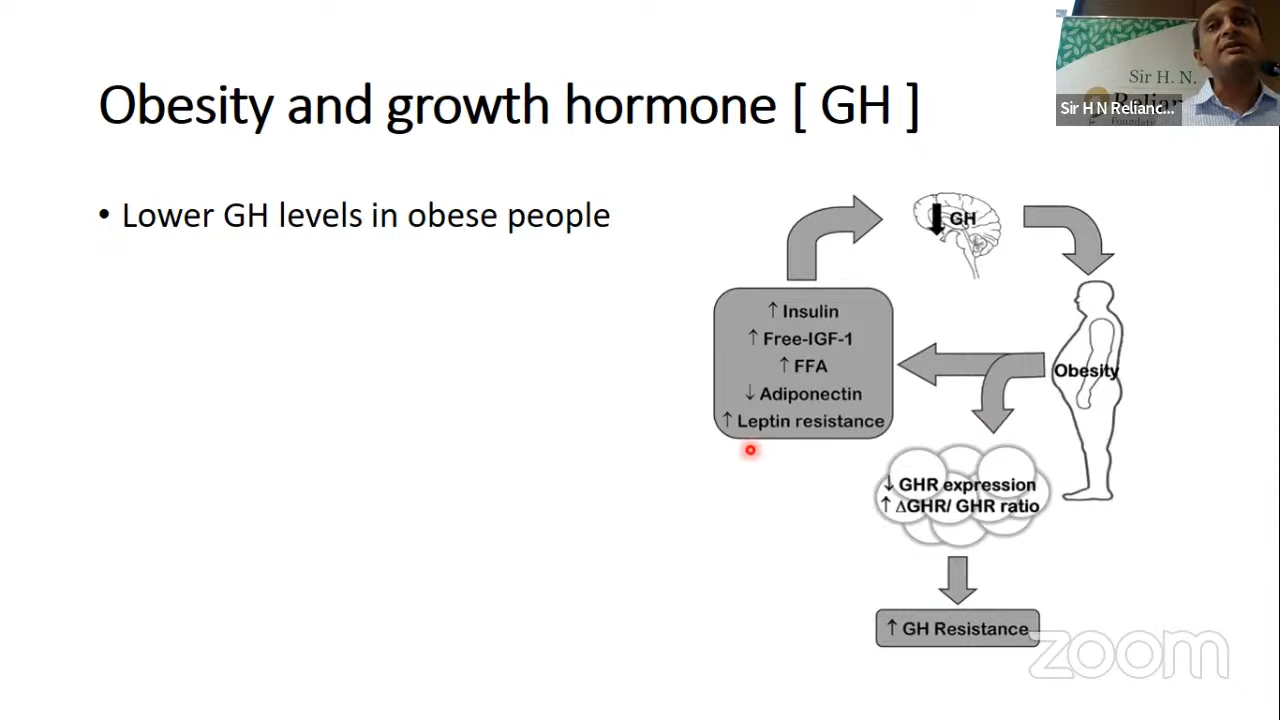 Obesity and growth hormone [ GH ]
• Lower GH levels in obese people
Sir H. N.
Foundate
Sir H N Relianc...
GH
↑ Insulin
↑ Free-IGF-1
↑ FFA
↓ Adiponectin
↑ Leptin resistance
Obesity
↓ GHR expression
↑ ΔGHR/ GHR ratio
↑ GH Resistance
zoom